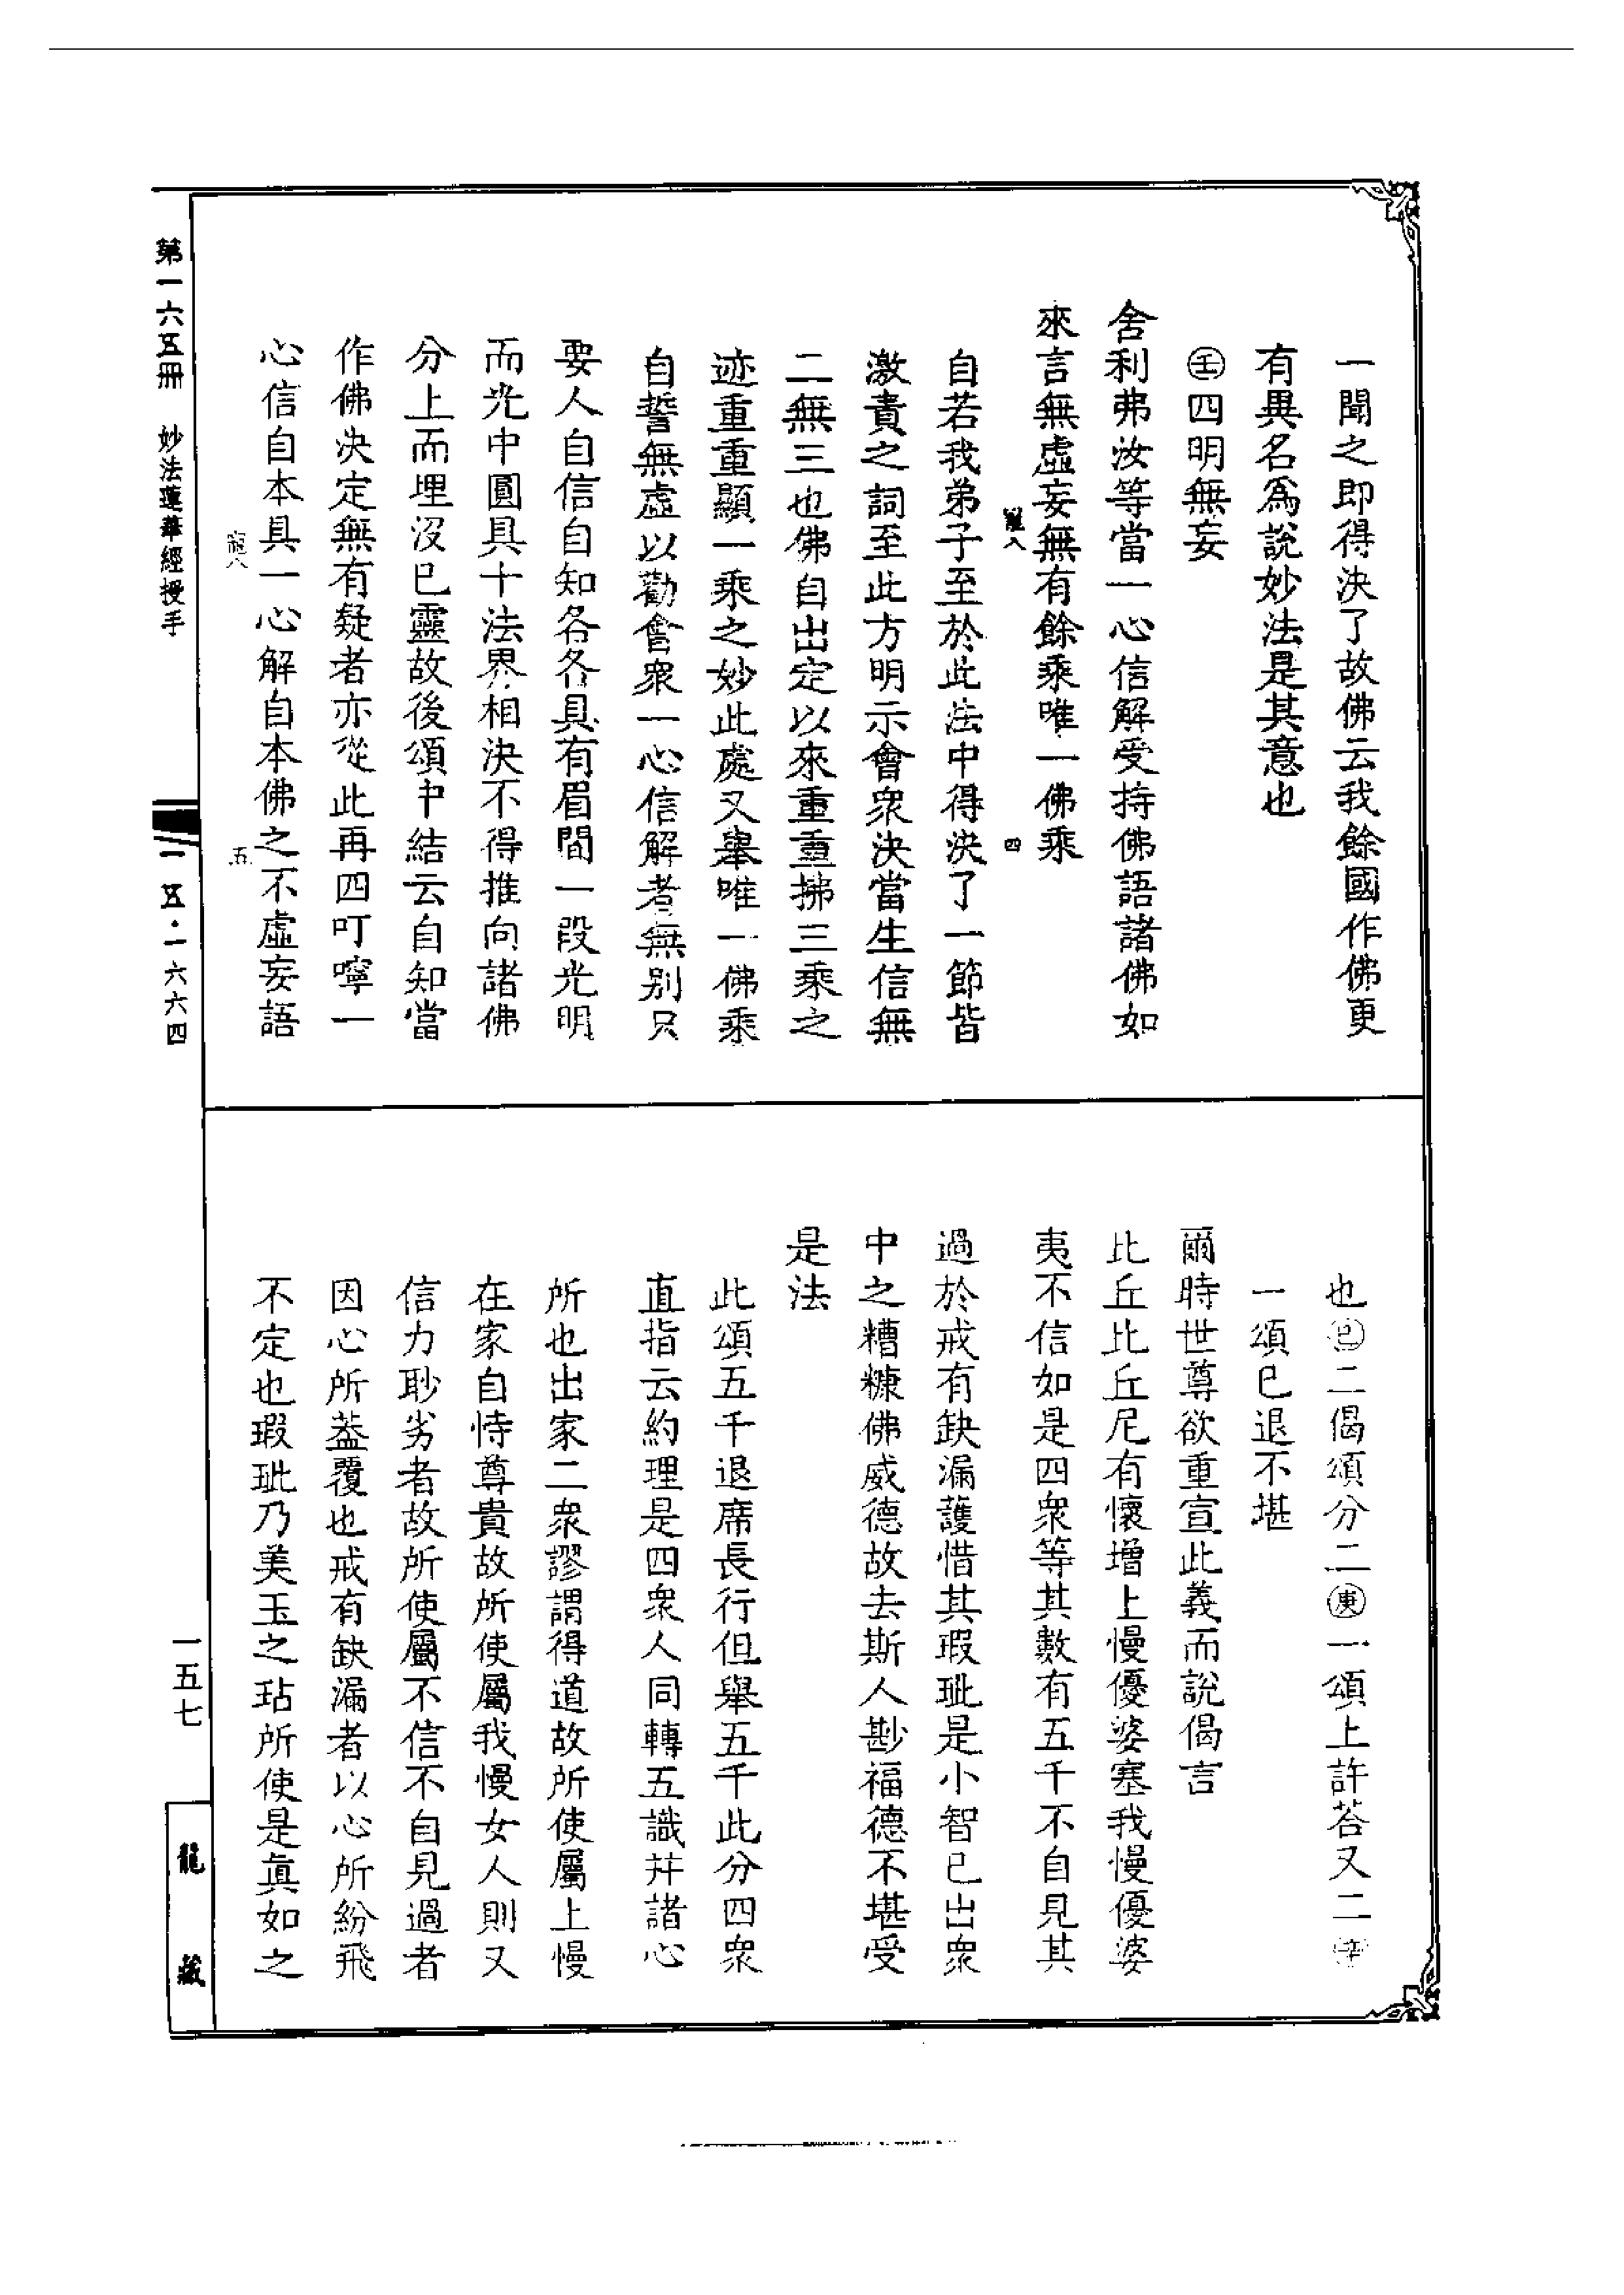 一聞之即得決了故佛云我餘國作佛更
有異名爲說妙法是其意也
㊀四明無妄
舍利弗汝等當一心信解受持佛語諸佛如
來言無虛妄無有餘乘唯一佛乘
寵八 四
自若我弟子至於此法中得決了一節皆
激責之詞至此方明示會衆決當生信無
二無三也佛自出定以來重重拂三乘之
迹重重顯一乘之妙此處又舉唯一佛乘
自誓無虛以勸會衆一心信解者無別只
要人自信自知各各具有眉間一段光明
而光中圓具十法界相決不得推向諸佛
分上而埋沒已靈故後頌中結云自知當
作佛決定無有疑者亦從此再四叮嚀一
心信自本具一心解自本佛之不虛妄語
寵八 五
也㊁二偈頌分二庚一頌上許荅又二辛
一頌已退不堪
爾時世尊欲重宣此義而說偈言
比丘比丘尼有懷增上慢優婆塞我慢優婆
夷不信如是四衆等其數有五千不自見其
過於戒有缺漏護惜其瑕玼是小智已出衆
中之糟糠佛威德故去斯人尠福德不堪受
是法
此頌五千退席長行但舉五千此分四衆
直指云約理是四衆人同轉五識幷諸心
所也出家二衆謬謂得道故所使屬上慢
在家自恃尊貴故所使屬我慢女人則又
信力眇劣者故所使屬不信不自見過者
因心所葢覆也戒有缺漏者以心所紛飛
不定也瑕玼乃美玉之玷所使是眞如之
第一六五冊 妙法蓮華經授手
一五·一六六四
一五七
龍藏